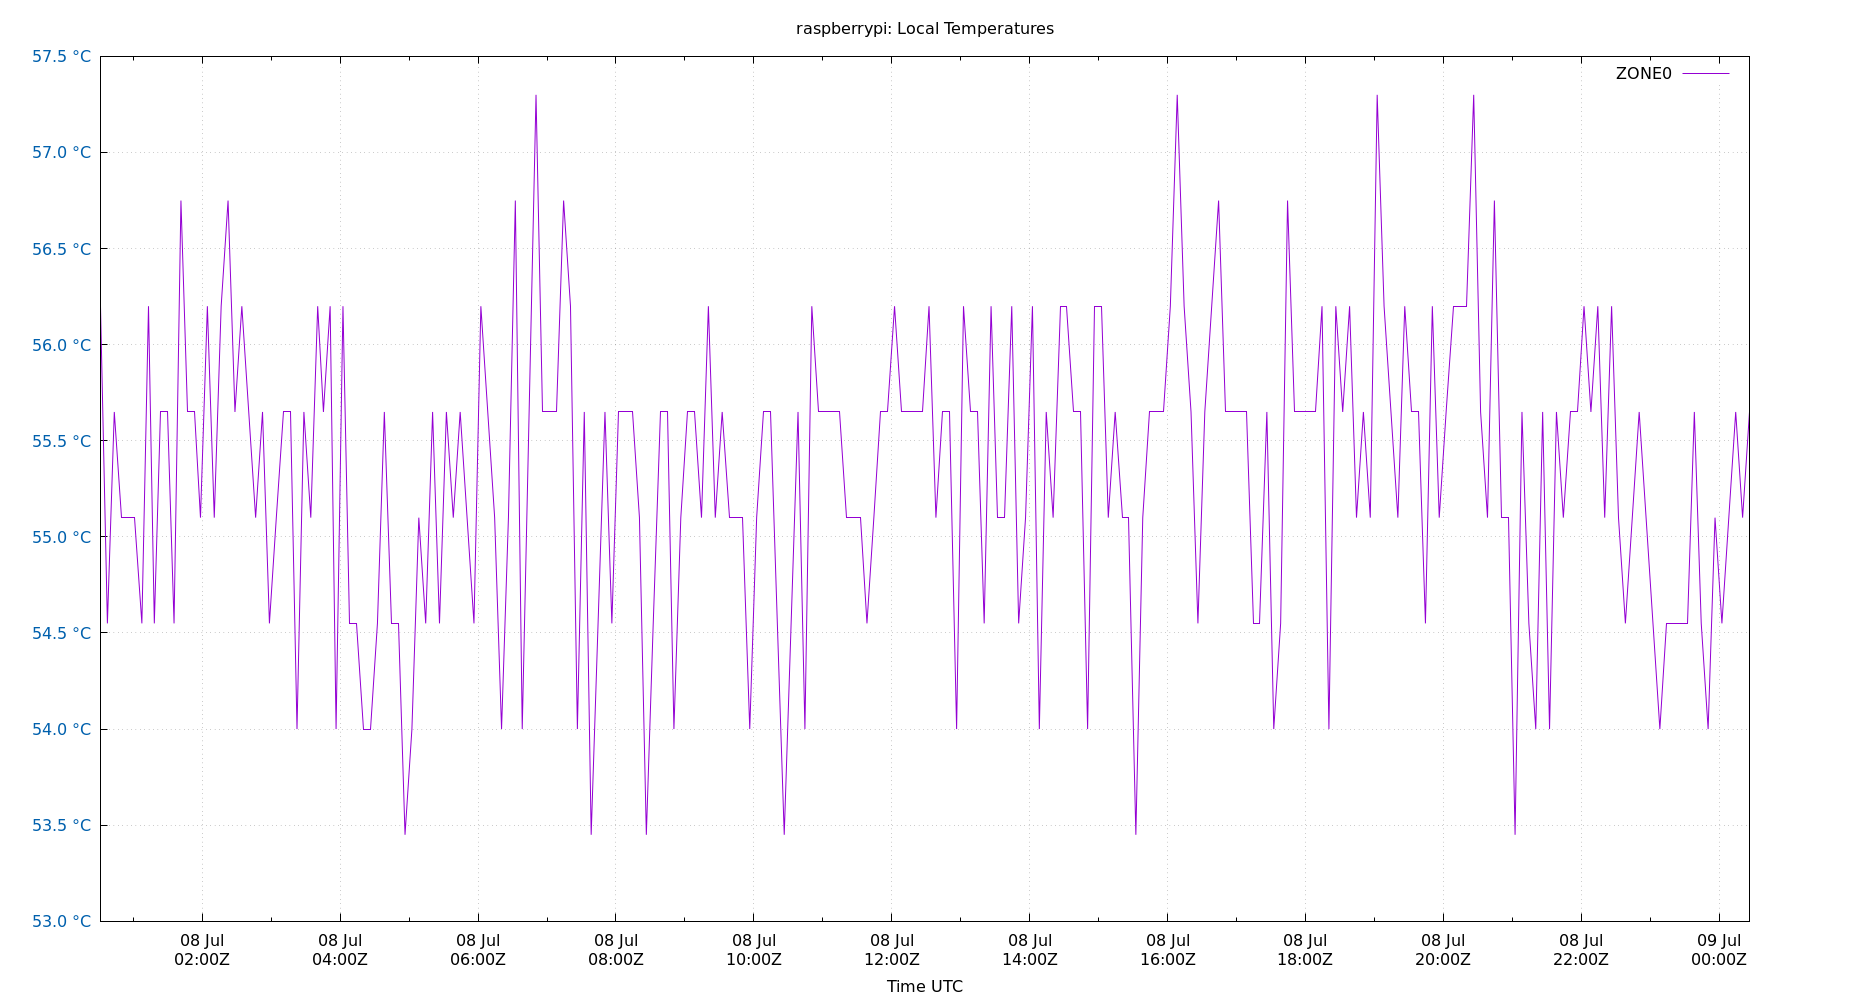 raspberrypi: Local Temperatures
57.5 °C
ZONE0
57.0 °C
56.5 °C
56.0 °C
55.5 °C
55.0 °C
54.5 °C
54.0 °C
53.5 °C
53.0 °C
08 Jul 08 Jul 08 Jul 08 Jul 08 Jul 08 Jul 08 Jul 08 Jul 08 Jul 08 Jul 08 Jul 09 Jul
02:00Z 04:00Z 06:00Z 08:00Z 10:00Z 12:00Z 14:00Z 16:00Z 18:00Z 20:00Z 22:00Z 00:00Z
Time UTC